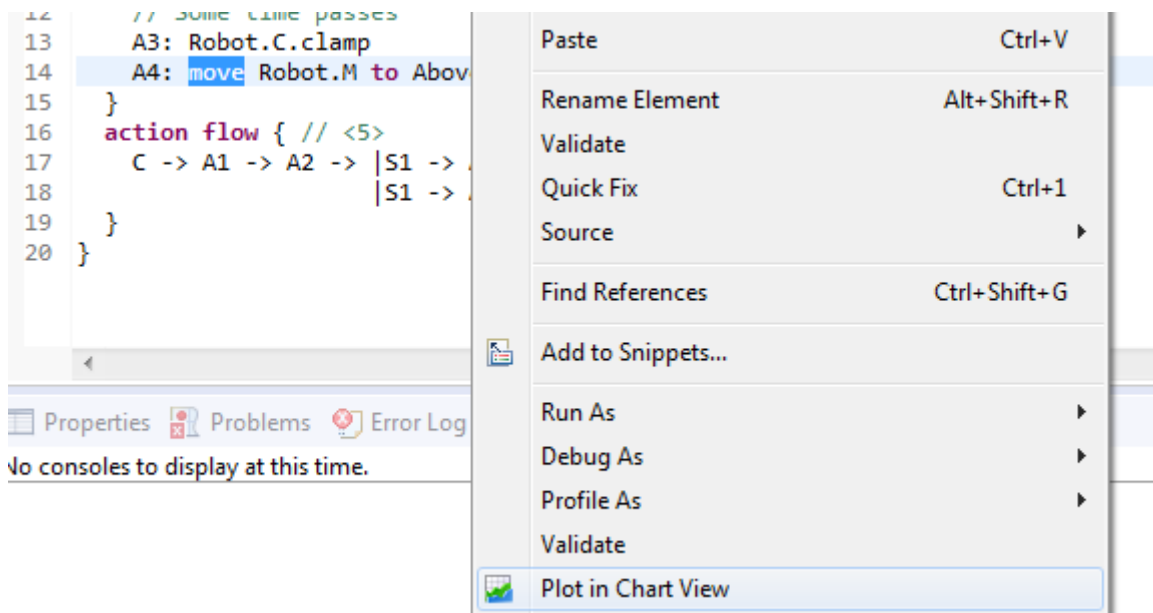 12 // Some time passes
13 A3: Robot.C.clamp
14 A4: move Robot.M to Above
15 }
16 action flow { // <5>
17 C -> A1 -> A2 -> |S1 ->
18 |S1 ->
19 }
20 }
Properties Problems Error Log
No consoles to display at this time.
Paste Ctrl+V
Rename Element Alt+Shift+R
Validate
Quick Fix Ctrl+1
Source
Find References Ctrl+Shift+G
Add to Snippets...
Run As
Debug As
Profile As
Validate
Plot in Chart View